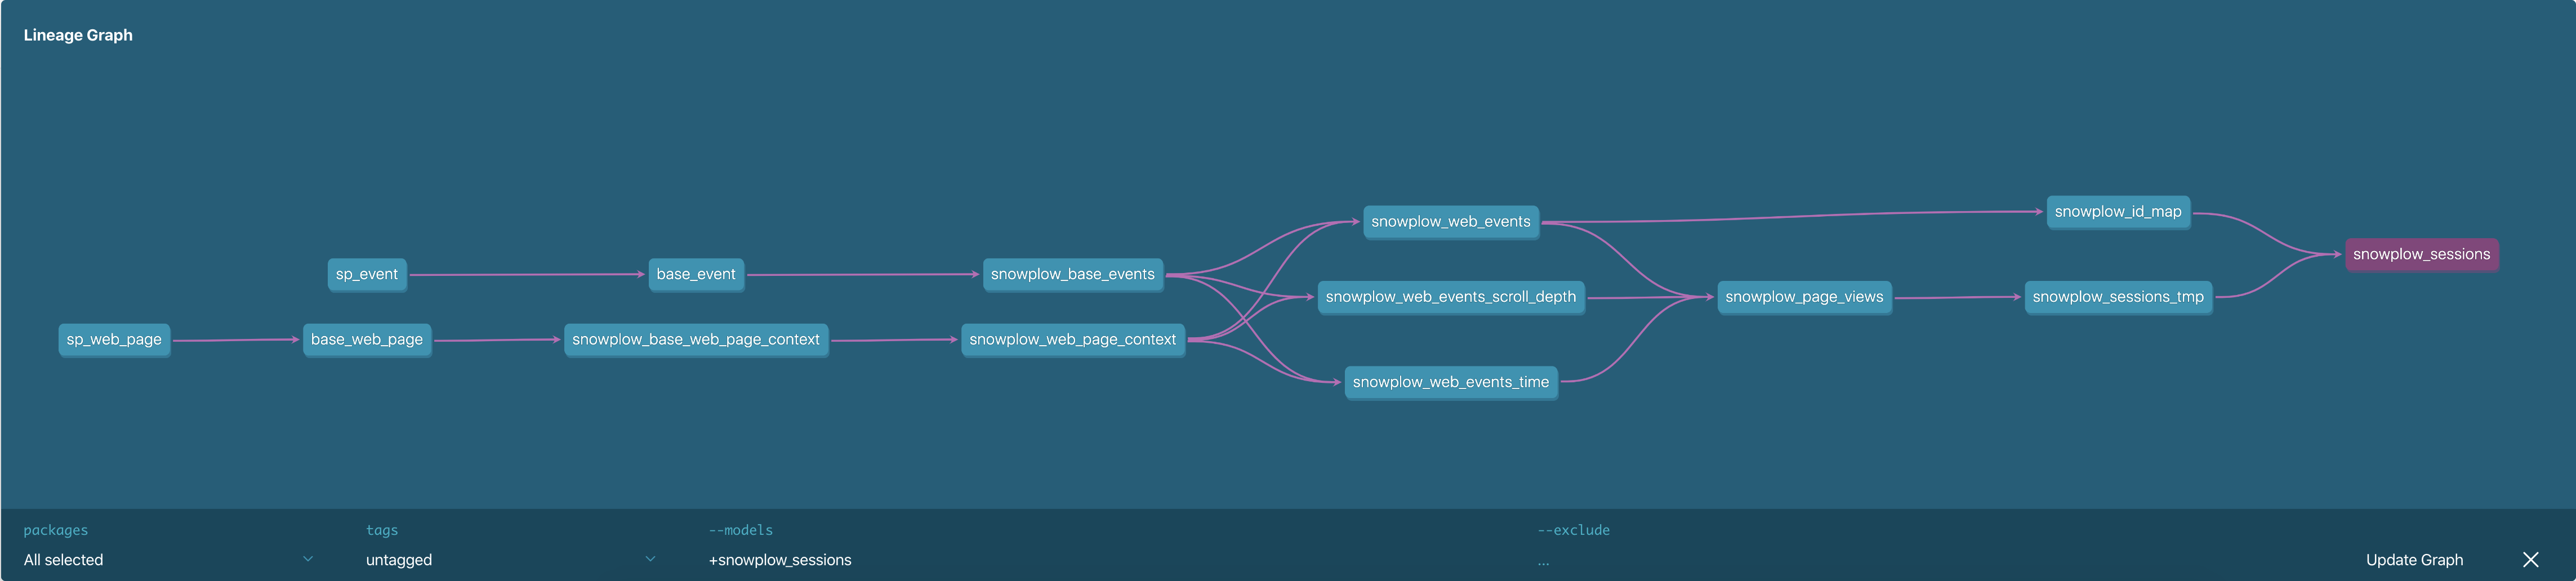 Lineage Graph
snowplow_id_map
snowplow_web_events
snowplow_sessions
sp_event
base_event
snowplow_base_events
snowplow_web_events_scroll_depth
snowplow_page_views
snowplow_sessions_tmp
sp_web_page
base_web_page
snowplow_base_web_page_context
snowplow_web_page_context
snowplow_web_events_time
packages
tags
--models
--exclude
All selected
untagged
+snowplow_sessions
...
Update Graph